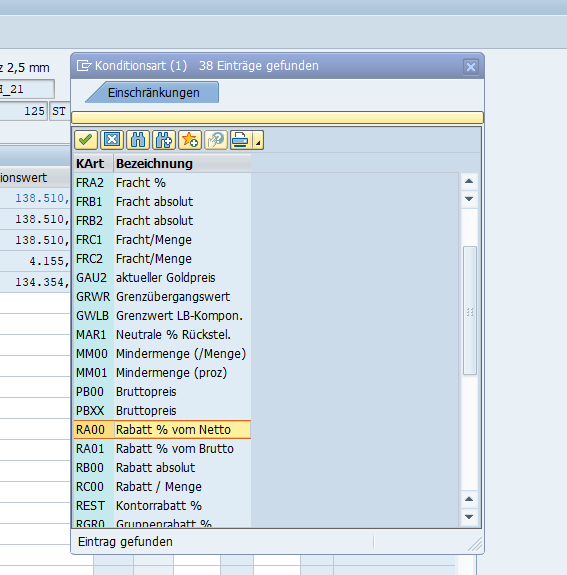 z 2,5 mm
H_21
125 ST
Konditionsart (1) 38 Einträge gefunden
Einschränkungen
ionswert
138.510,
138.510,
138.510,
4.155,
134.354,
KArt Bezeichnung
FRA2 Fracht %
FRB1 Fracht absolut
FRB2 Fracht absolut
FRC1 Fracht/Menge
FRC2 Fracht/Menge
GAU2 aktueller Goldpreis
GRWR Grenzübergangswert
GWLB Grenzwert LB-Kompon.
MAR1 Neutrale % Rückstel.
MM00 Mindermenge (/Menge)
MM01 Mindermenge (proz)
PB00 Bruttopreis
PBXX Bruttopreis
RA00 Rabatt % vom Netto
RA01 Rabatt % vom Brutto
RB00 Rabatt absolut
RC00 Rabatt / Menge
REST Kontorrabatt %
RGR0 Gruppenrabatt %
Eintrag gefunden